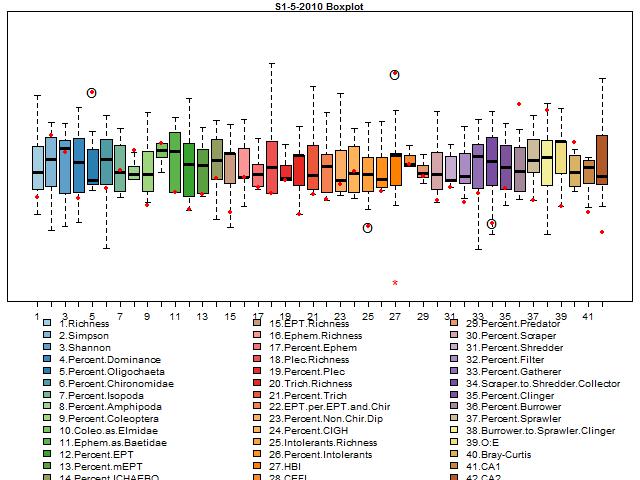 S1-5-2010 Boxplot
1 3 5 7 9 11 13 15 17 19 21 23 25 27 29 31 33 35 37 39 41
1.Richness
2.Simpson
3.Shannon
4.Percent.Dominance
5.Percent.Oligochaeta
6.Percent.Chironomidae
7.Percent.Isopoda
8.Percent.Amphipoda
9.Percent.Coleoptera
10.Coleo.as.Elmidae
11.Ephem.as.Baetidae
12.Percent.EPT
13.Percent.mEPT
14.Percent.ICHAEBO
15.EPT.Richness
16.Ephem.Richness
17.Percent.Ephem
18.Plec.Richness
19.Percent.Plec
20.Trich.Richness
21.Percent.Trich
22.EPT.per.EPT.and.Chir
23.Percent.Non.Chir.Dip
24.Percent.CIGH
25.Intolerants.Richness
26.Percent.Intolerants
27.HBI
28.CEFI
29.Percent.Predator
30.Percent.Scraper
31.Percent.Shredder
32.Percent.Filter
33.Percent.Gatherer
34.Scraper.to.Shredder.Collector
35.Percent.Clinger
36.Percent.Burrower
37.Percent.Sprawler
38.Burrower.to.Sprawler.Clinger
39.O:E
40.Bray-Curtis
41.CA1
42.CA2